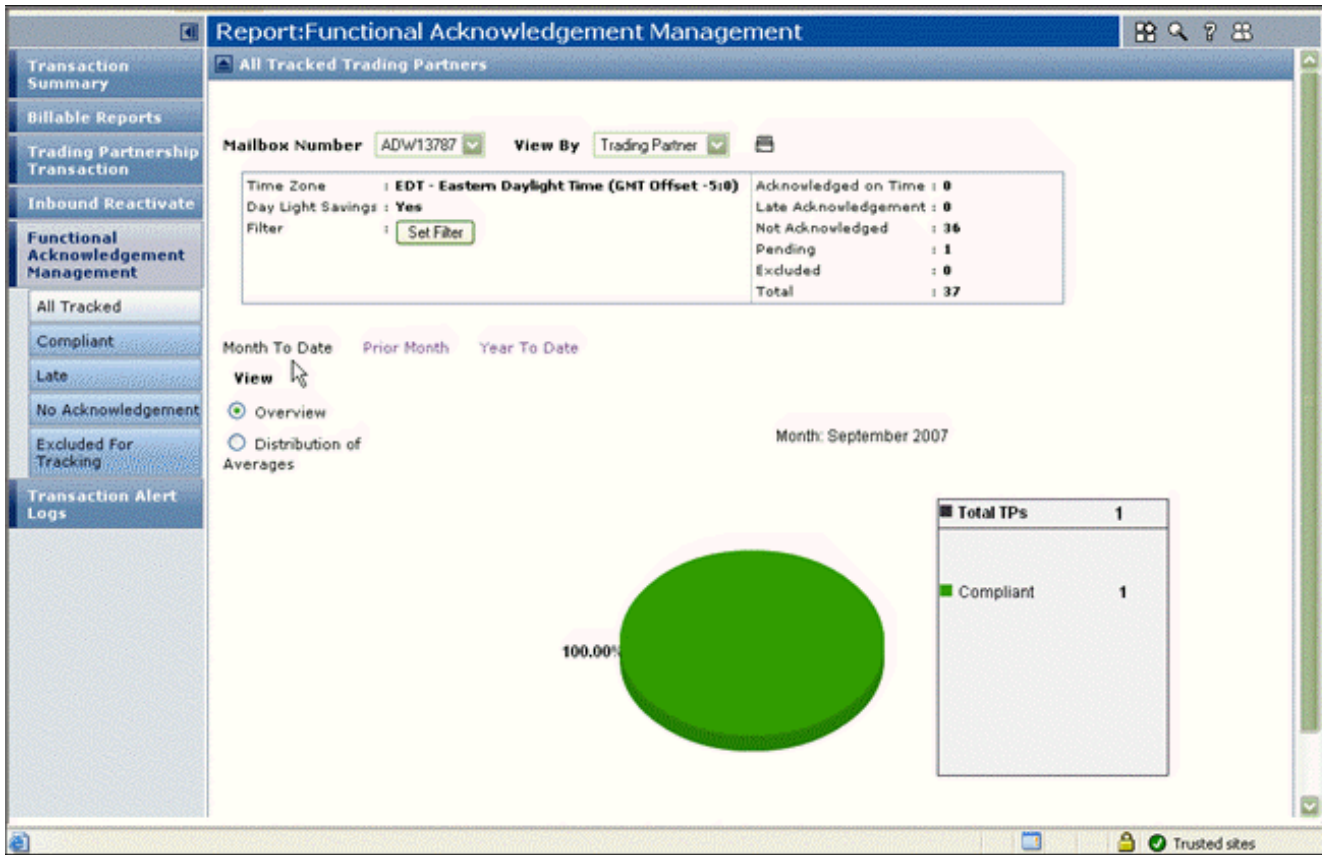 Report:Functional Acknowledgement Management
All Tracked Trading Partners
Transaction
Summary
Billable Reports
Trading Partnership
Transaction
Inbound Reactivate
Functional
Acknowledgement
Management
All Tracked
Compliant
Late
No Acknowledgement
Excluded For
Tracking
Transaction Alert
Logs
Mailbox Number ADW13787 View By Trading Partner
Time Zone : EDT - Eastern Daylight Time (GMT Offset -5:0)
Day Light Savings : Yes
Filter : Set Filter
Acknowledged on Time : 0
Late Acknowledgement : 0
Not Acknowledged : 36
Pending : 1
Excluded : 0
Total : 37
Month To Date Prior Month Year To Date
View
Overview
Distribution of
Averages
Month: September 2007
100.00%
Total TPs 1
Compliant 1
Trusted sites